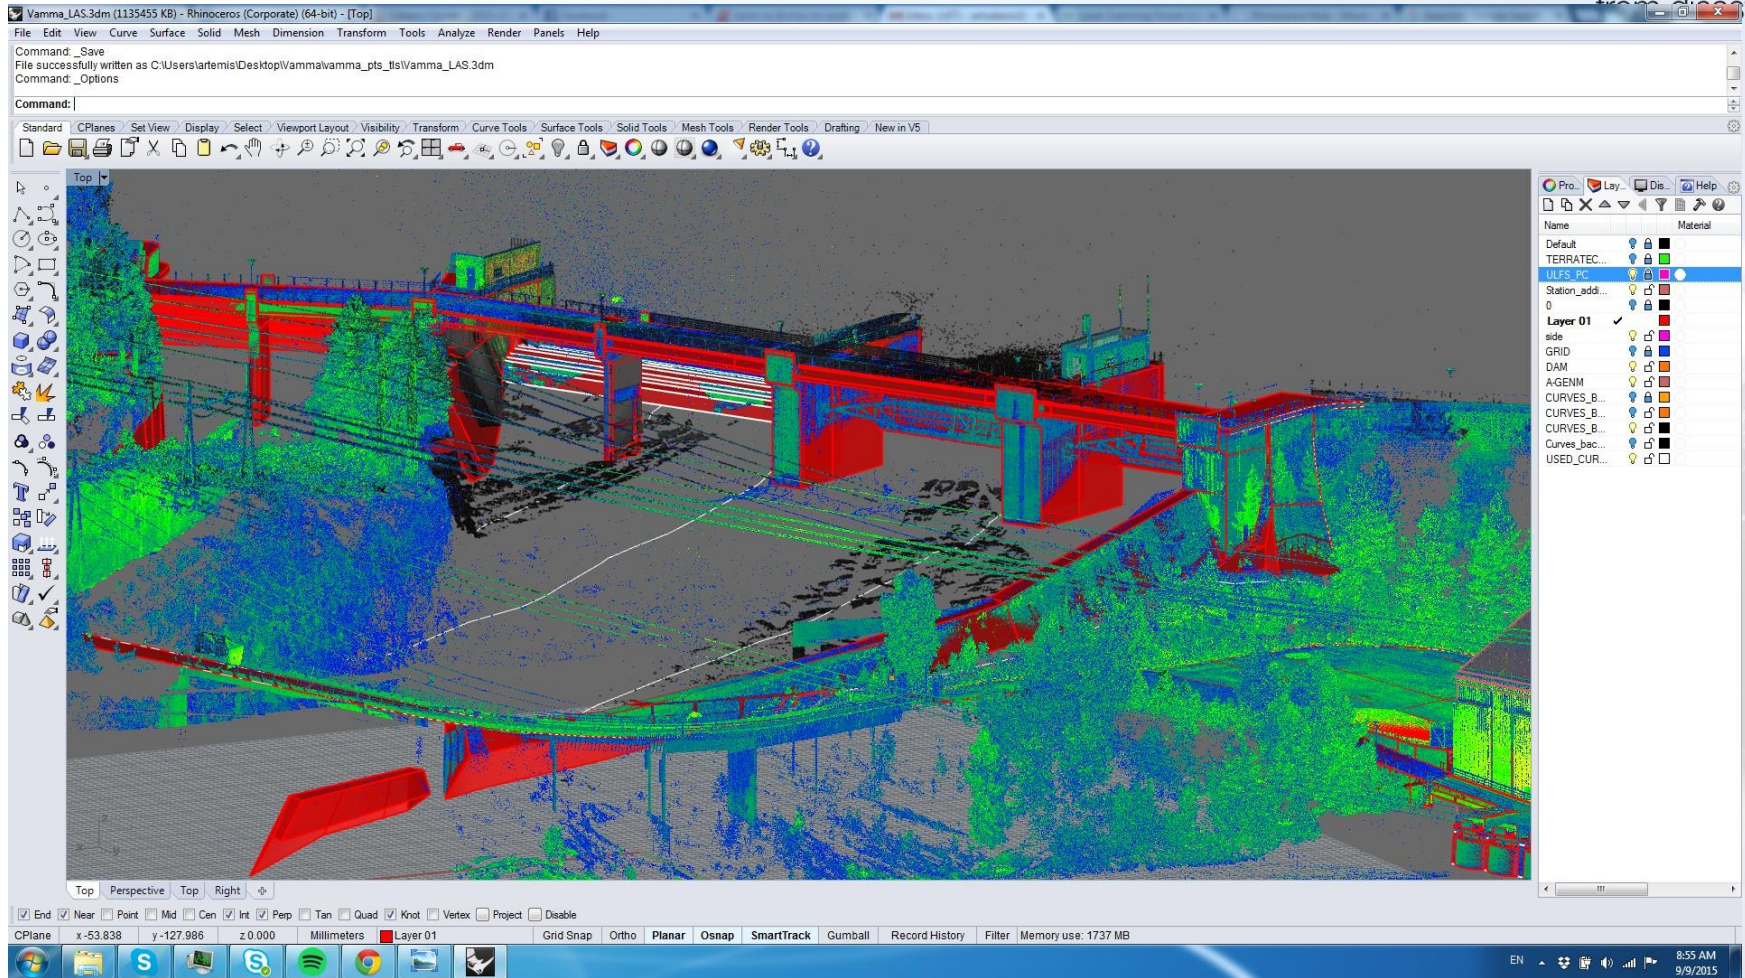 from disas
Vamma_LAS.3dm (1135455 KB) - Rhinoceros (Corporate) (64-bit) - [Top]
File Edit View Curve Surface Solid Mesh Dimension Transform Tools Analyze Render Panels Help
Command: _Save
File successfully written as C:\Users\artemis\Desktop\Vamma\vamma_pts_tls\Vamma_LAS.3dm
Command: _Options
Command:
Standard CPlanes Set View Display Select Viewport Layout Visibility Transform Curve Tools Surface Tools Solid Tools Mesh Tools Render Tools Drafting New in V5
Top
Pro... Lay... Dis... Help
Name Material
Default
TERRATEC...
ULFS_PC
Station_addi...
0
Layer 01
side
GRID
DAM
A-GENM
CURVES_B...
CURVES_B...
CURVES_B...
Curves_bac...
USED_CUR...
Top Perspective Top Right
End Near Point Mid Cen Int Perp Tan Quad Knot Vertex Project Disable
CPlane x -53.838 y -127.986 z 0.000 Millimeters Layer 01 Grid Snap Ortho Planar Osnap SmartTrack Gumball Record History Filter Memory use: 1737 MB
EN 8:55 AM
9/9/2015